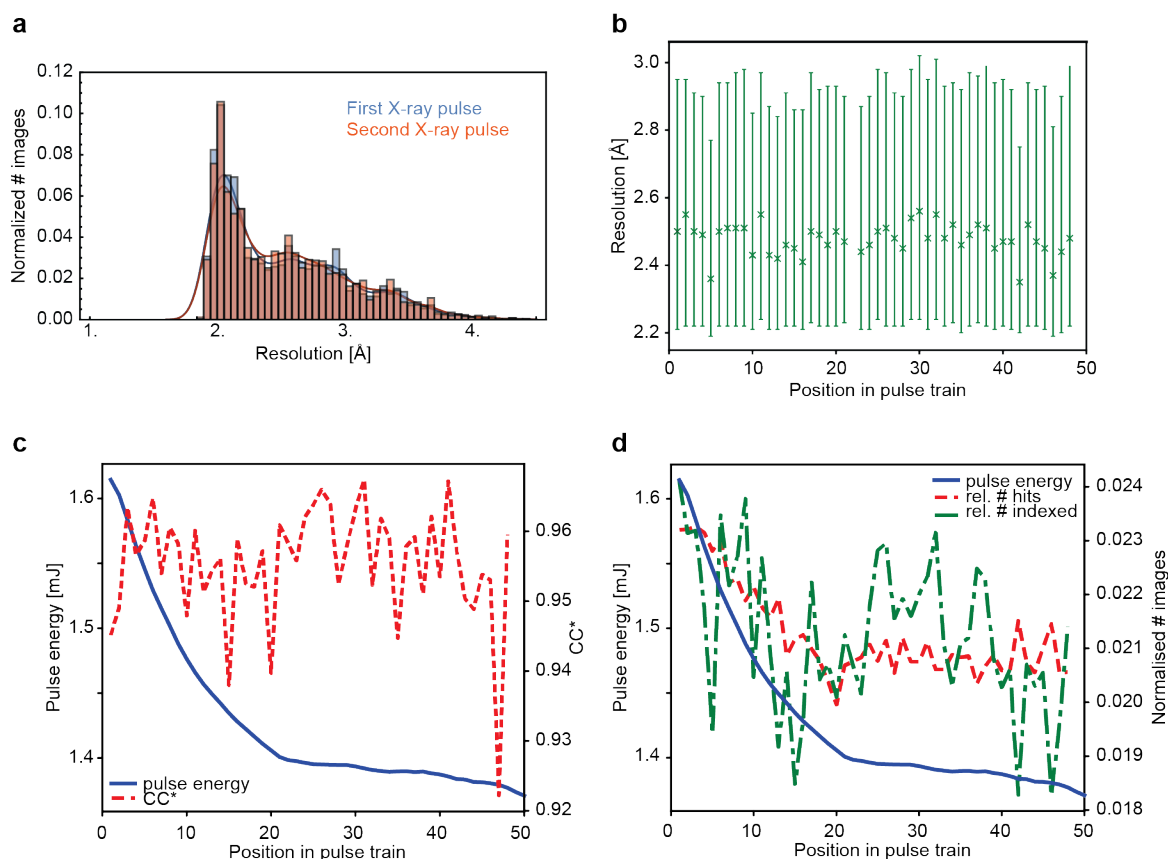 a
0.12
0.10
0.08
0.06
0.04
0.02
0.00
Normalized # images
First X-ray pulse
Second X-ray pulse
1.
2.
3.
4.
Resolution [Å]
b
3.0
2.6
2.4
2.2
Resolution [Å]
0
10
20
30
40
50
Position in pulse train
c
1.6
1.5
1.4
Pulse energy [mJ]
pulse energy
CC*
0.96
0.95
0.94
0.93
0.92
CC*
0
10
20
30
40
50
Position in pulse train
d
1.6
1.5
1.4
Pulse energy [mJ]
pulse energy
rel. # hits
rel. # indexed
0.024
0.023
0.022
0.021
0.020
0.019
0.018
Normalised # images
0
10
20
30
40
50
Position in pulse train